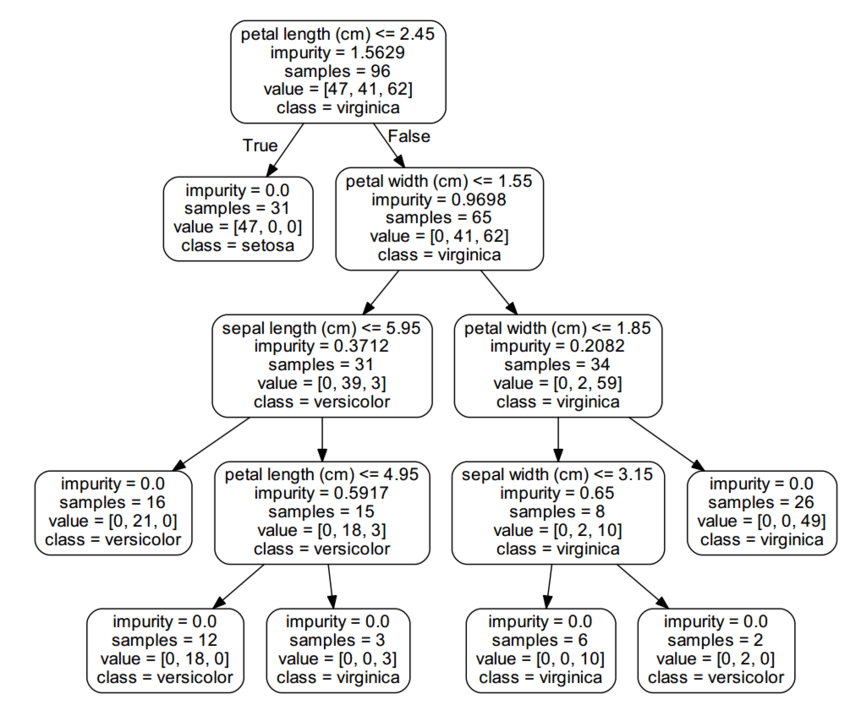 petal length (cm) <= 2.45
impurity = 1.5629
samples = 96
value = [47, 41, 62]
class = virginica
True
False
impurity = 0.0
samples = 31
value = [47, 0, 0]
class = setosa
petal width (cm) <= 1.55
impurity = 0.9698
samples = 65
value = [0, 41, 62]
class = virginica
sepal length (cm) <= 5.95
impurity = 0.3712
samples = 31
value = [0, 39, 3]
class = versicolor
petal width (cm) <= 1.85
impurity = 0.2082
samples = 34
value = [0, 2, 59]
class = virginica
impurity = 0.0
samples = 16
value = [0, 21, 0]
class = versicolor
petal length (cm) <= 4.95
impurity = 0.5917
samples = 15
value = [0, 18, 3]
class = versicolor
sepal width (cm) <= 3.15
impurity = 0.65
samples = 8
value = [0, 2, 10]
class = virginica
impurity = 0.0
samples = 26
value = [0, 0, 49]
class = virginica
impurity = 0.0
samples = 12
value = [0, 18, 0]
class = versicolor
impurity = 0.0
samples = 3
value = [0, 0, 3]
class = virginica
impurity = 0.0
samples = 6
value = [0, 0, 10]
class = virginica
impurity = 0.0
samples = 2
value = [0, 2, 0]
class = versicolor